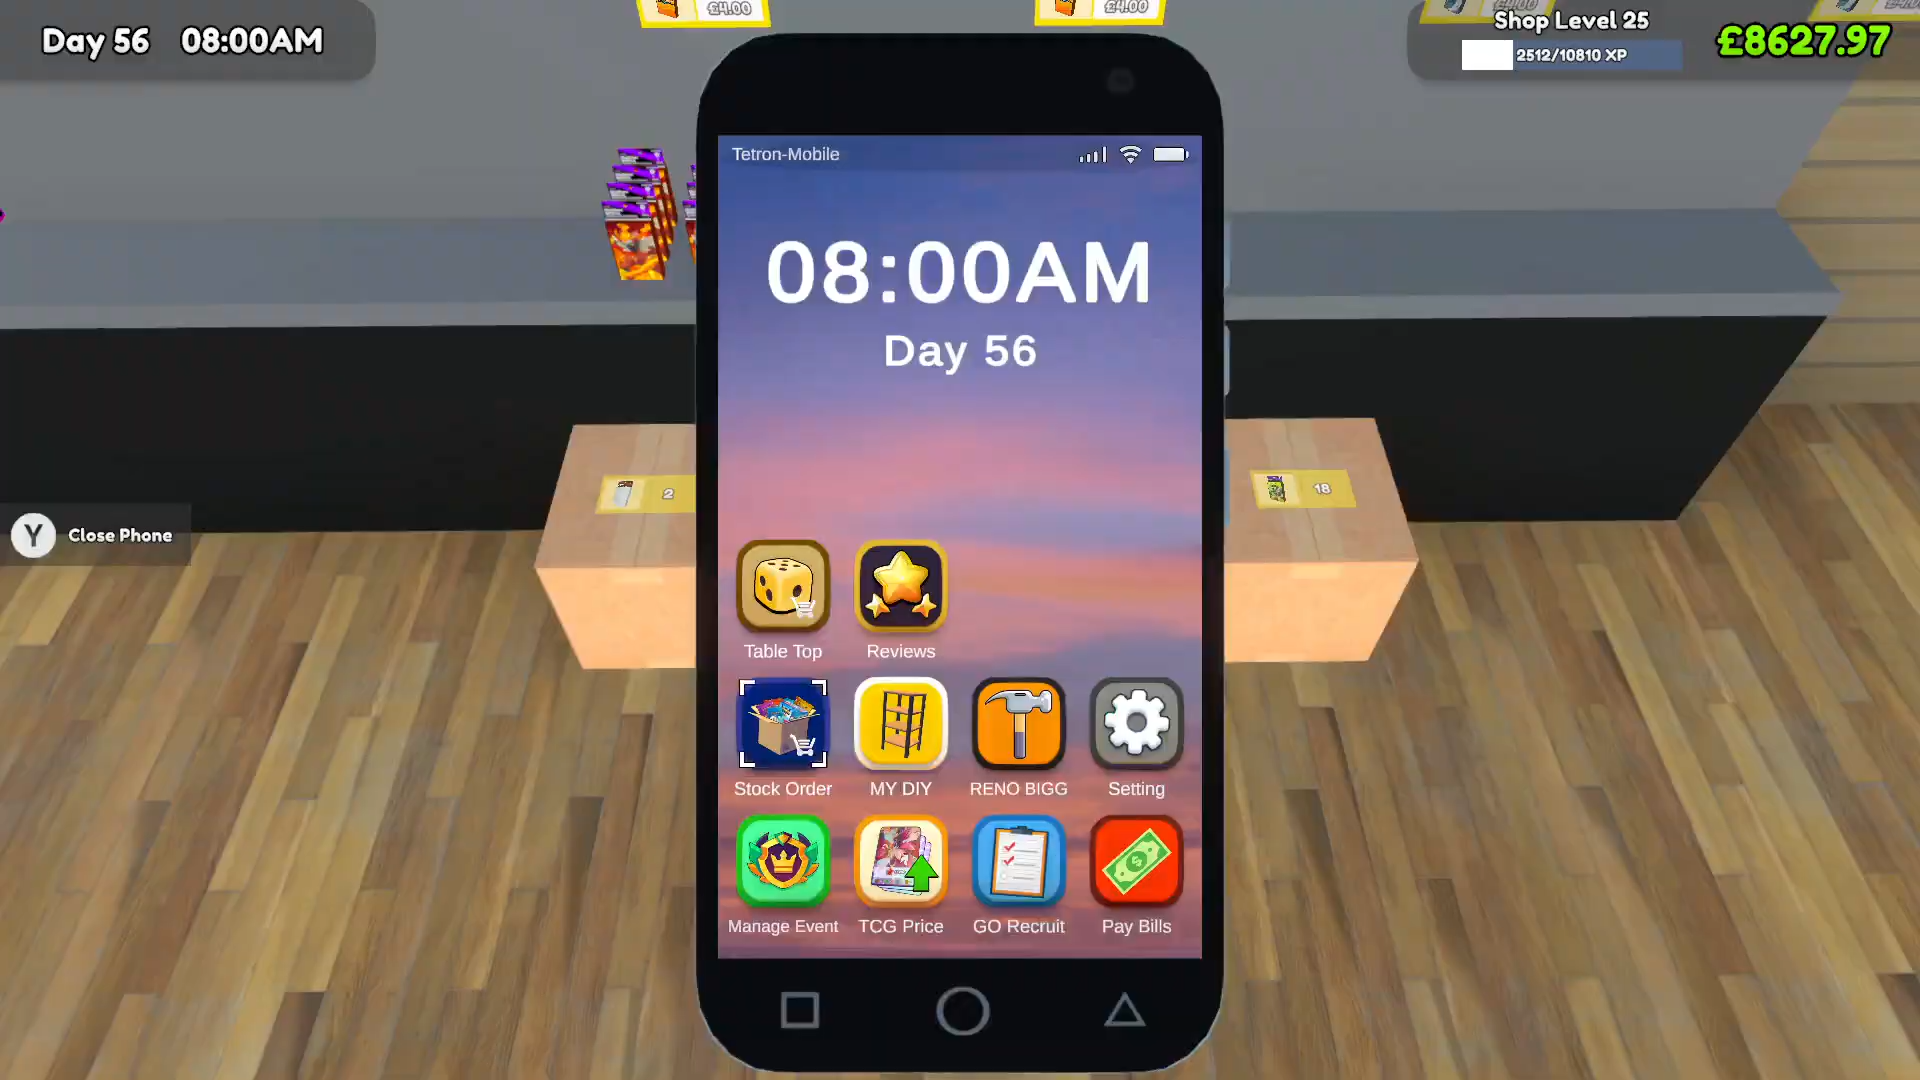 Day 56 08:00AM
£4.00
£4.00
Shop Level 25
2512/10810 XP
£8627.97
Tetron-Mobile
08:00AM
Day 56
2
18
Y Close Phone
Table Top
Reviews
Stock Order
MY DIY
RENO BIGG
Setting
Manage Event
TCG Price
GO Recruit
Pay Bills